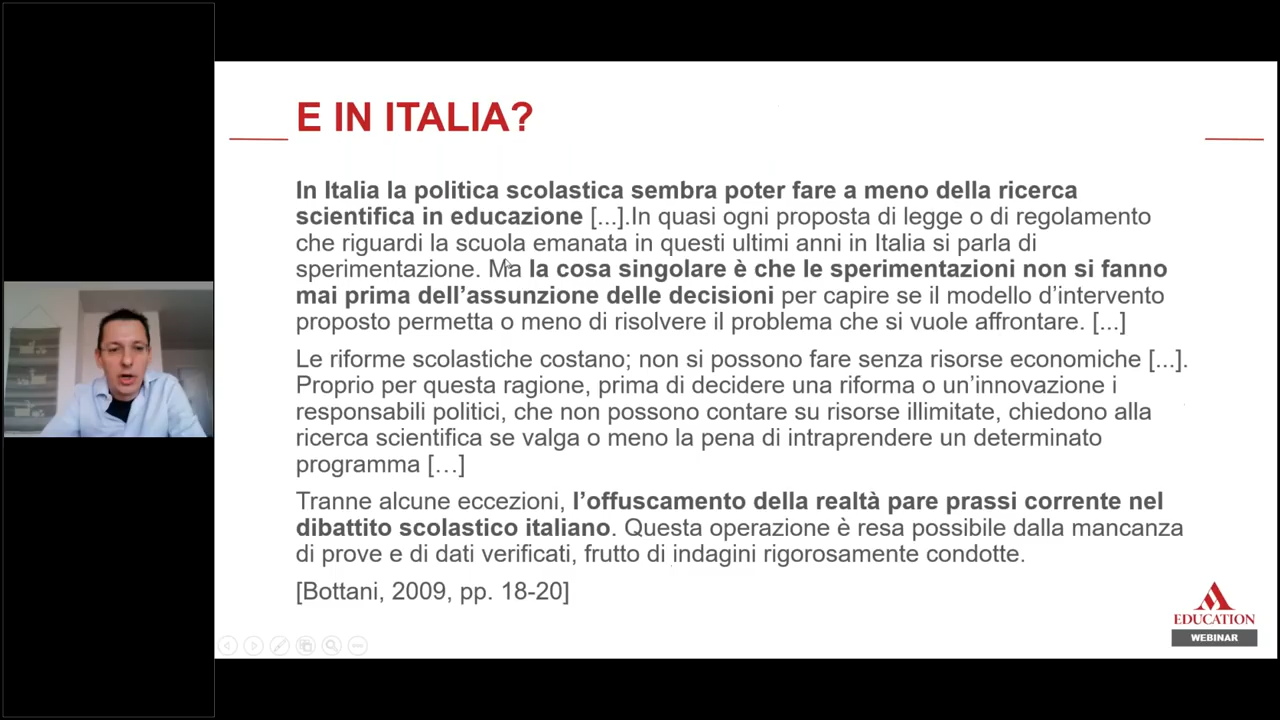 E IN ITALIA?
In Italia la politica scolastica sembra poter fare a meno della ricerca
scientifica in educazione [...].In quasi ogni proposta di legge o di regolamento
che riguardi la scuola emanata in questi ultimi anni in Italia si parla di
sperimentazione. Ma la cosa singolare è che le sperimentazioni non si fanno
mai prima dell’assunzione delle decisioni per capire se il modello d’intervento
proposto permetta o meno di risolvere il problema che si vuole affrontare. [...]
Le riforme scolastiche costano; non si possono fare senza risorse economiche [...].
Proprio per questa ragione, prima di decidere una riforma o un’innovazione i
responsabili politici, che non possono contare su risorse illimitate, chiedono alla
ricerca scientifica se valga o meno la pena di intraprendere un determinato
programma […]
Tranne alcune eccezioni, l’offuscamento della realtà pare prassi corrente nel
dibattito scolastico italiano. Questa operazione è resa possibile dalla mancanza
di prove e di dati verificati, frutto di indagini rigorosamente condotte.
[Bottani, 2009, pp. 18-20]
EDUCATION
WEBINAR